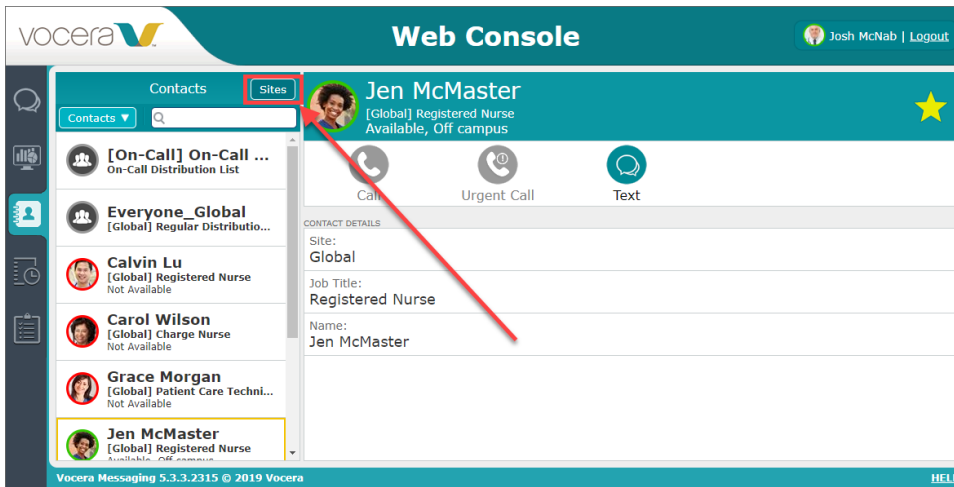 vocera
Web Console
Josh McNab | Logout
Contacts
Sites
Contacts ▼
[On-Call] On-Call ...
On-Call Distribution List
Everyone_Global
[Global] Regular Distributio...
Calvin Lu
[Global] Registered Nurse
Not Available
Carol Wilson
[Global] Charge Nurse
Not Available
Grace Morgan
[Global] Patient Care Techni...
Not Available
Jen McMaster
[Global] Registered Nurse
Available, Off campus
Jen McMaster
[Global] Registered Nurse
Available, Off campus
Call
Urgent Call
Text
CONTACT DETAILS
Site:
Global
Job Title:
Registered Nurse
Name:
Jen McMaster
Vocera Messaging 5.3.3.2315 © 2019 Vocera
HELP